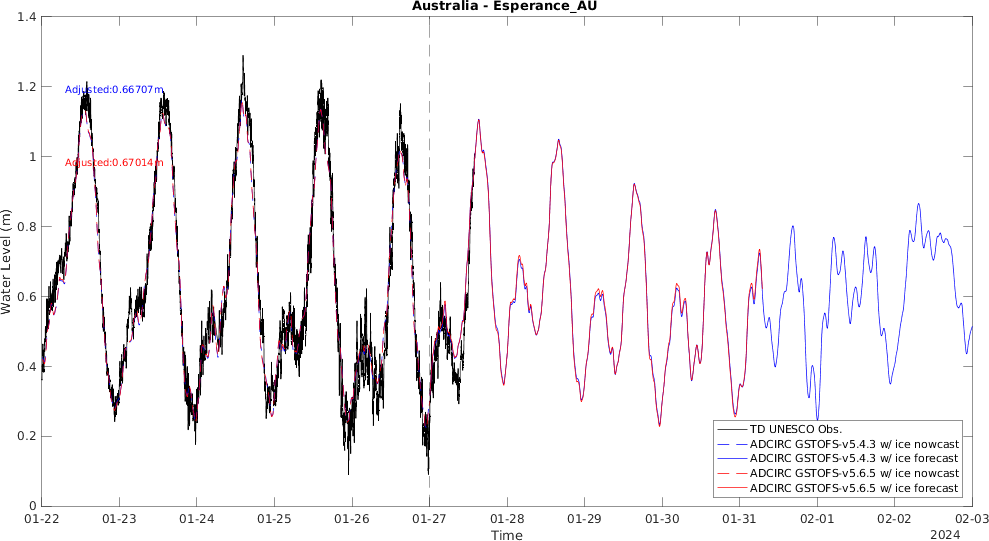 Australia - Esperance_AU
1.4
1.2
1
0.8
0.6
0.4
0.2
0
Water Level (m)
Adjusted:0.66707m
Adjusted:0.67014m
TD UNESCO Obs.
ADCIRC GSTOFS-v5.4.3 w/ ice nowcast
ADCIRC GSTOFS-v5.4.3 w/ ice forecast
ADCIRC GSTOFS-v5.6.5 w/ ice nowcast
ADCIRC GSTOFS-v5.6.5 w/ ice forecast
01-22 01-23 01-24 01-25 01-26 01-27 01-28 01-29 01-30 01-31 02-01 02-02 02-03
Time
2024